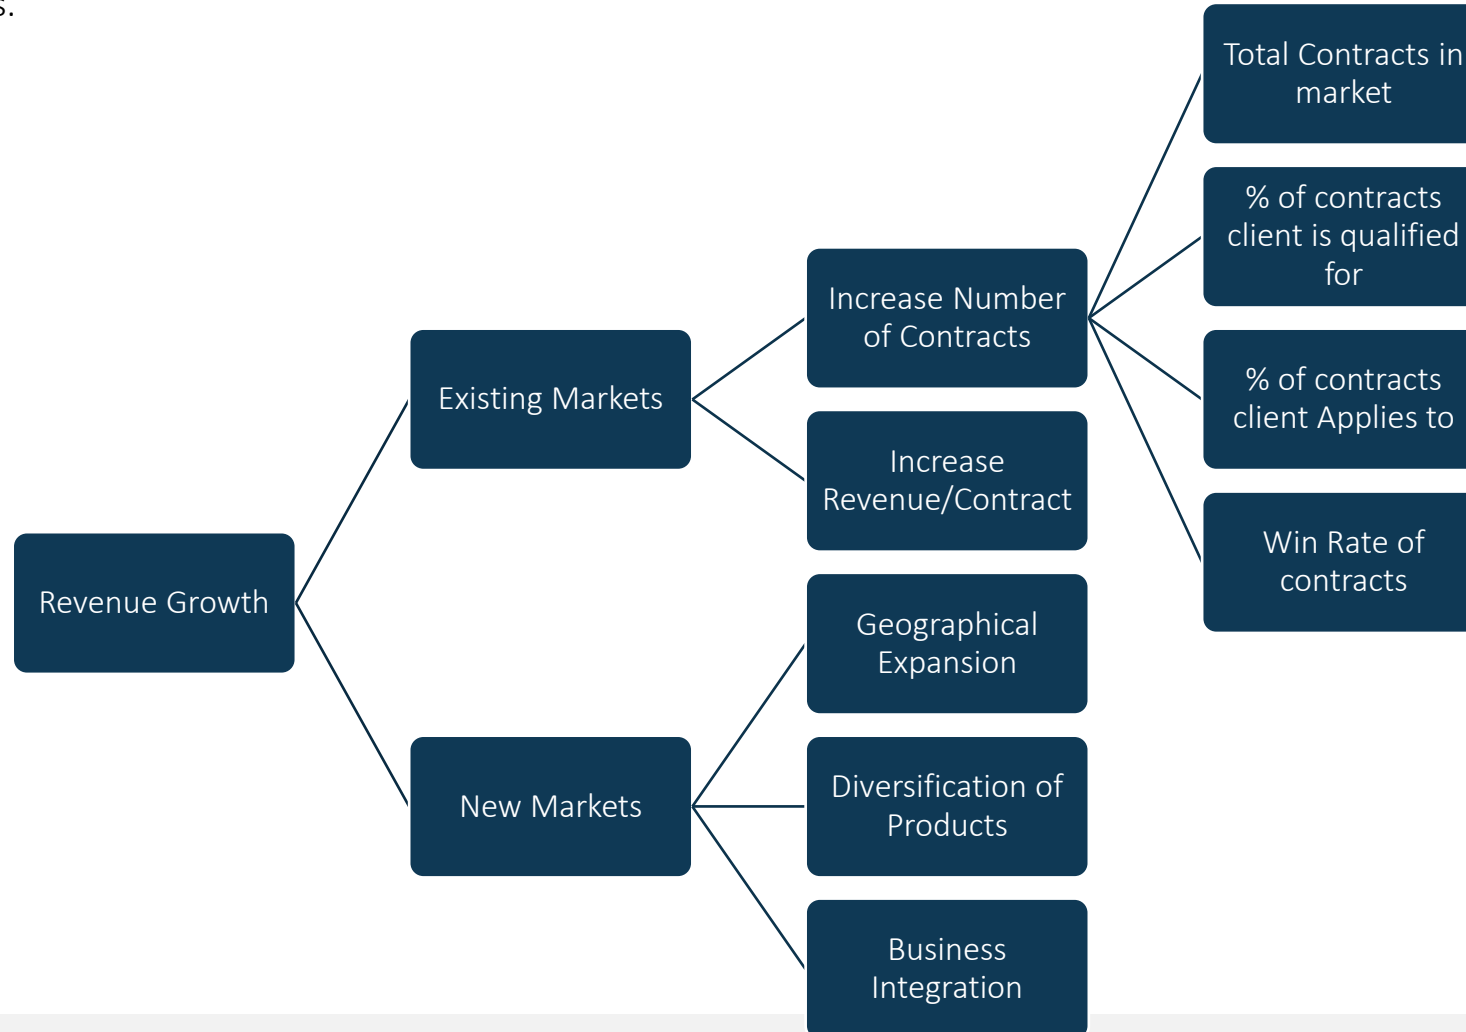 s.
Total Contracts in
market
% of contracts
client is qualified
for
Increase Number
of Contracts
Existing Markets
% of contracts
client Applies to
Increase
Revenue/Contract
Win Rate of
contracts
Revenue Growth
Geographical
Expansion
New Markets
Diversification of
Products
Business
Integration